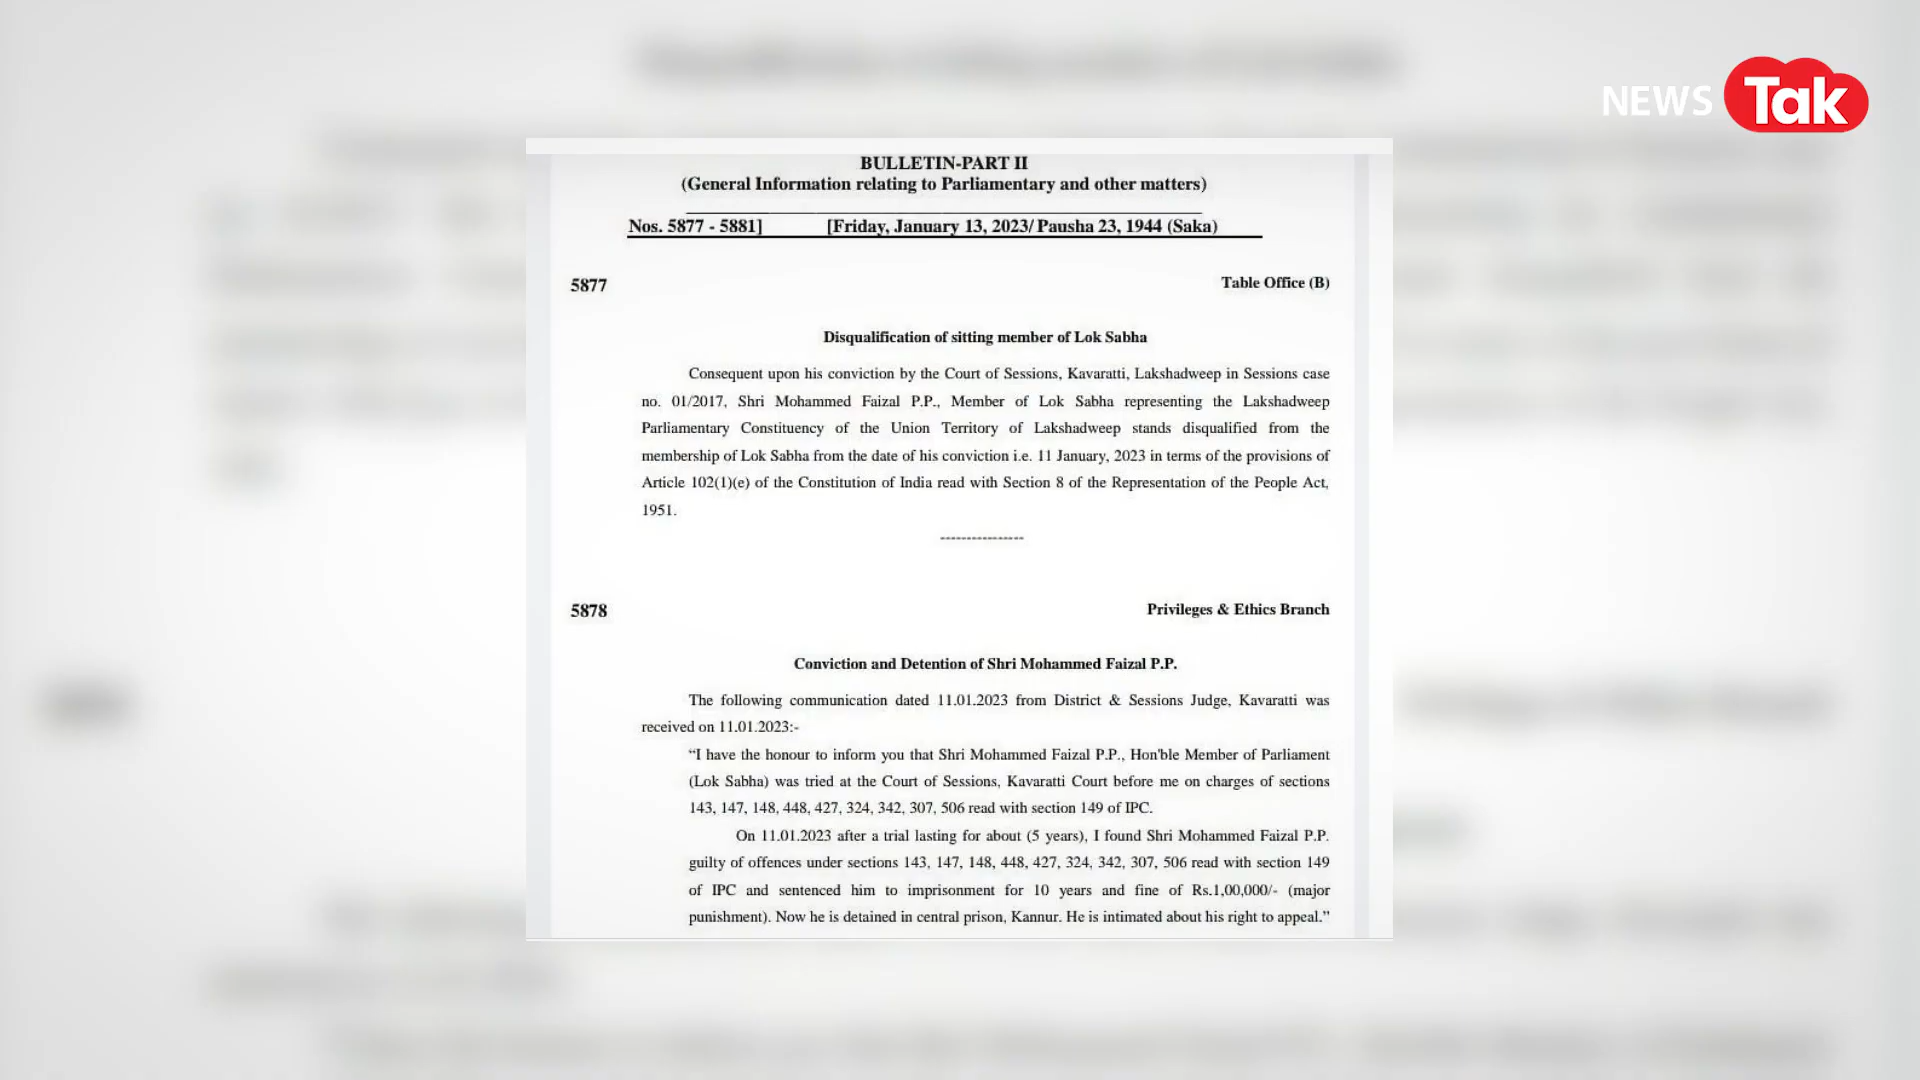 NEWS Tak
BULLETIN-PART II
(General Information relating to Parliamentary and other matters)
Nos. 5877 - 5881] [Friday, January 13, 2023/ Pausha 23, 1944 (Saka)
5877 Table Office (B)
Disqualification of sitting member of Lok Sabha
Consequent upon his conviction by the Court of Sessions, Kavaratti, Lakshadweep in Sessions case
no. 01/2017, Shri Mohammed Faizal P.P., Member of Lok Sabha representing the Lakshadweep
Parliamentary Constituency of the Union Territory of Lakshadweep stands disqualified from the
membership of Lok Sabha from the date of his conviction i.e. 11 January, 2023 in terms of the provisions of
Article 102(1)(e) of the Constitution of India read with Section 8 of the Representation of the People Act,
1951.
----------------
5878 Privileges & Ethics Branch
Conviction and Detention of Shri Mohammed Faizal P.P.
The following communication dated 11.01.2023 from District & Sessions Judge, Kavaratti was
received on 11.01.2023:-
“I have the honour to inform you that Shri Mohammed Faizal P.P., Hon'ble Member of Parliament
(Lok Sabha) was tried at the Court of Sessions, Kavaratti Court before me on charges of sections
143, 147, 148, 448, 427, 324, 342, 307, 506 read with section 149 of IPC.
On 11.01.2023 after a trial lasting for about (5 years), I found Shri Mohammed Faizal P.P.
guilty of offences under sections 143, 147, 148, 448, 427, 324, 342, 307, 506 read with section 149
of IPC and sentenced him to imprisonment for 10 years and fine of Rs.1,00,000/- (major
punishment). Now he is detained in central prison, Kannur. He is intimated about his right to appeal.”